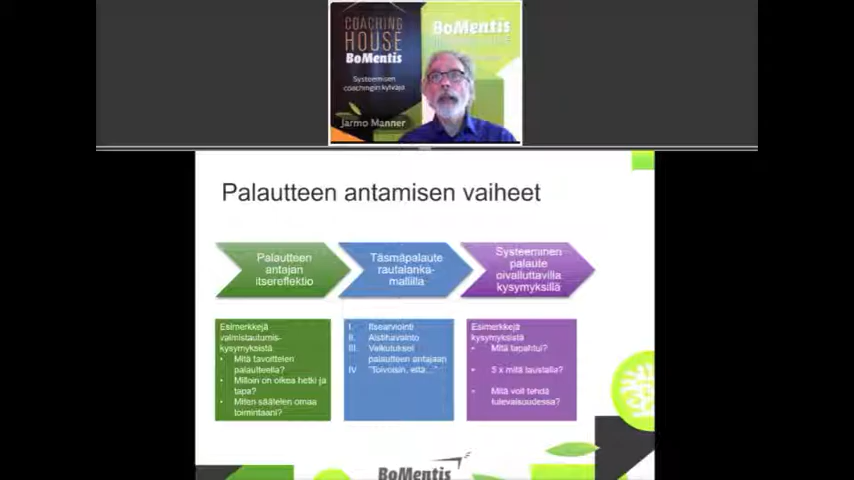 COACHING
HOUSE
BoMentis
Systeemisen
coachingin kylväjä
BoMentis
Jarmo Manner
Palautteen antamisen vaiheet
Palautteen
antajan
itsereflektio
Täsmäpalaute
rautalanka-
mallilla
Systeeminen
palaute
oivalluttavilla
kysymyksillä
Esimerkkejä
valmistautumis-
kysymyksistä
• Mitä tavoittelen
palautteella?
• Milloin on oikea hetki ja
tapa?
• Miten säätelen omaa
toimintaani?
I. Itsearviointi
II. Aistihavainto
III. Vaikutukset
palautteen antajaan
IV "Toivoisin, että…"
Esimerkkejä
kysymyksistä
• Mitä tapahtui?
• 5 x mitä taustalla?
• Mitä voit tehdä
tulevaisuudessa?
BoMentis